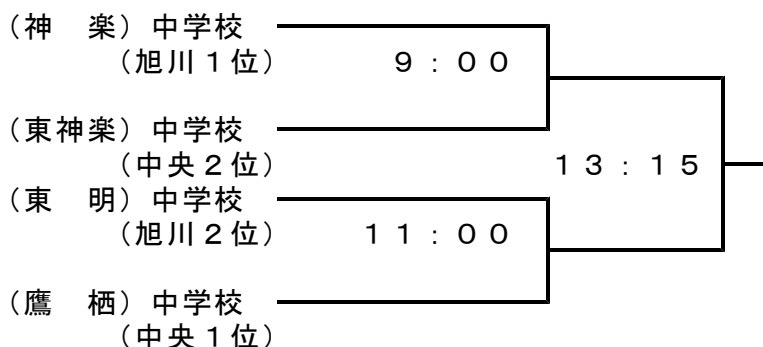 （神　楽）中学校
（旭川１位）
９：００
（東神楽）中学校
（中央２位）
１３：１５
（東　明）中学校
（旭川２位）
１１：００
（鷹　栖）中学校
（中央１位）